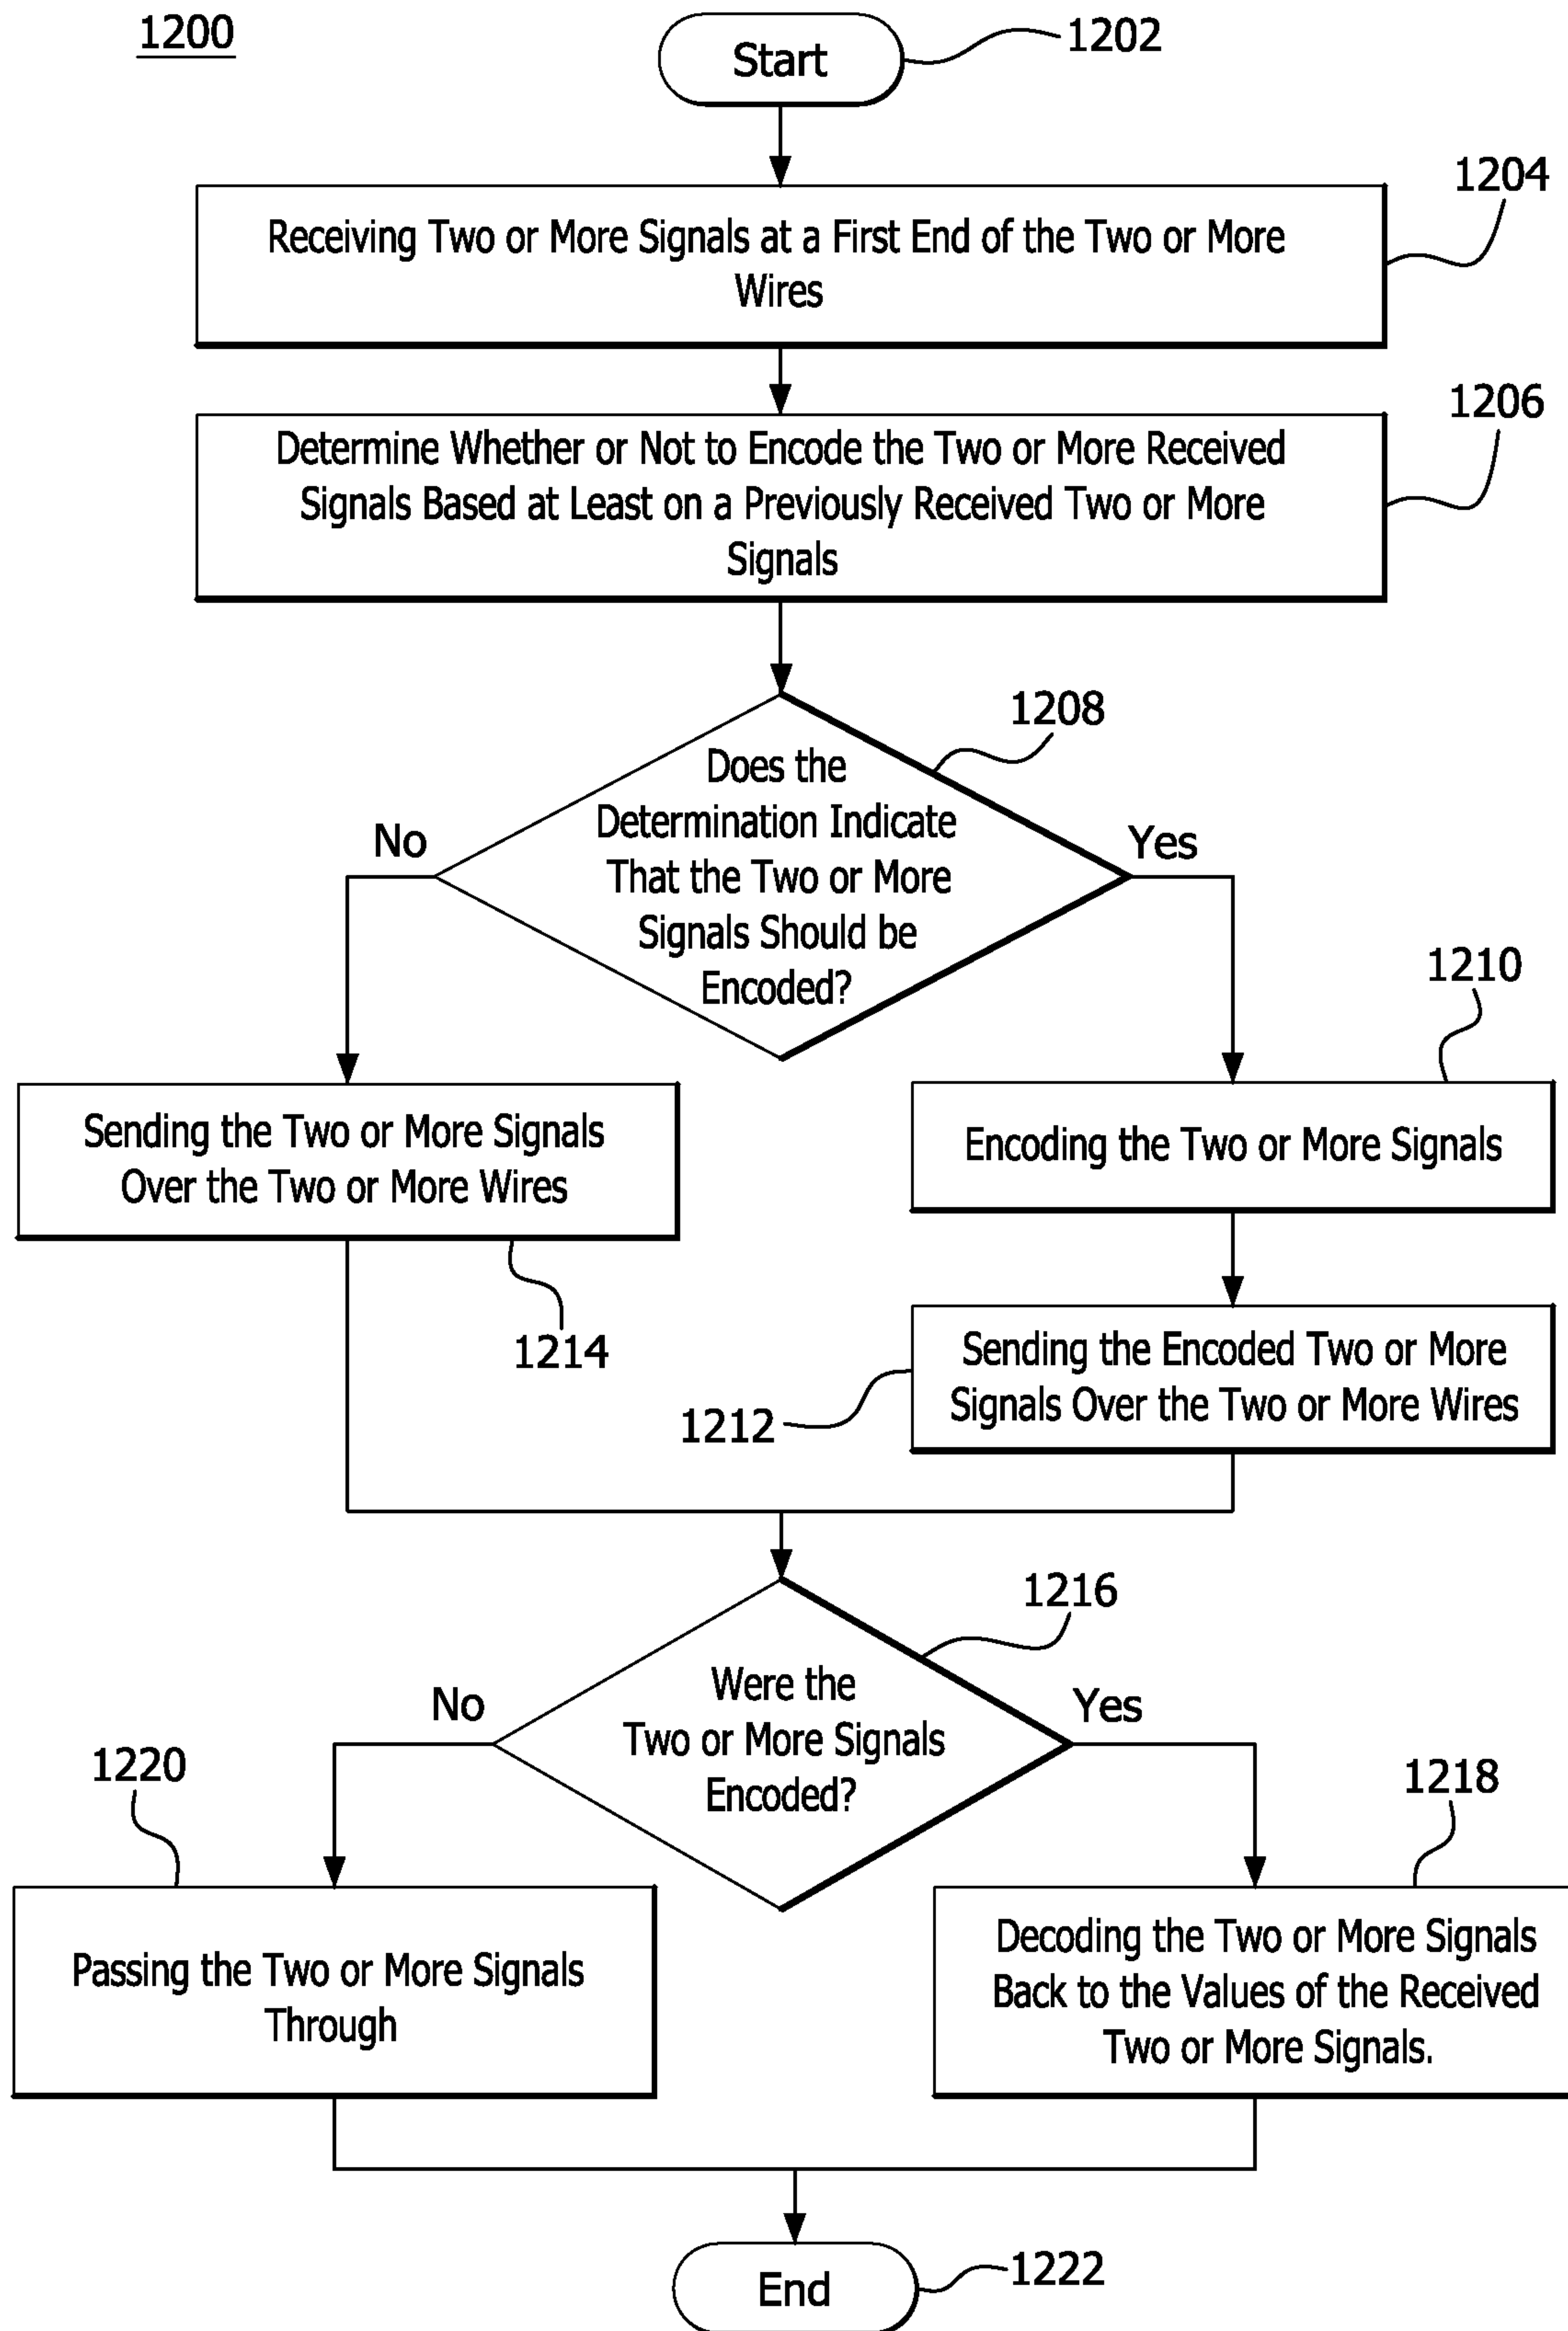 1200
Start
1202
1204
Receiving Two or More Signals at a First End of the Two or More
Wires
1206
Determine Whether or Not to Encode the Two or More Received
Signals Based at Least on a Previously Received Two or More
Signals
1208
Does the
Determination Indicate
That the Two or More
Signals Should be
Encoded?
No
Yes
1210
Sending the Two or More Signals
Over the Two or More Wires
Encoding the Two or More Signals
1214
Sending the Encoded Two or More
Signals Over the Two or More Wires
1212
1216
Were the
Two or More Signals
Encoded?
No
Yes
1220
1218
Passing the Two or More Signals
Through
Decoding the Two or More Signals
Back to the Values of the Received
Two or More Signals.
End
1222